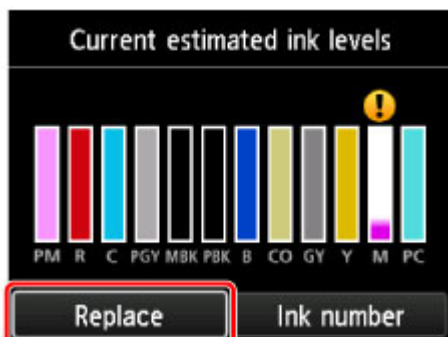 Current estimated ink levels
!
PM R C PGY MBK PBK B CO GY Y M PC
Replace Ink number